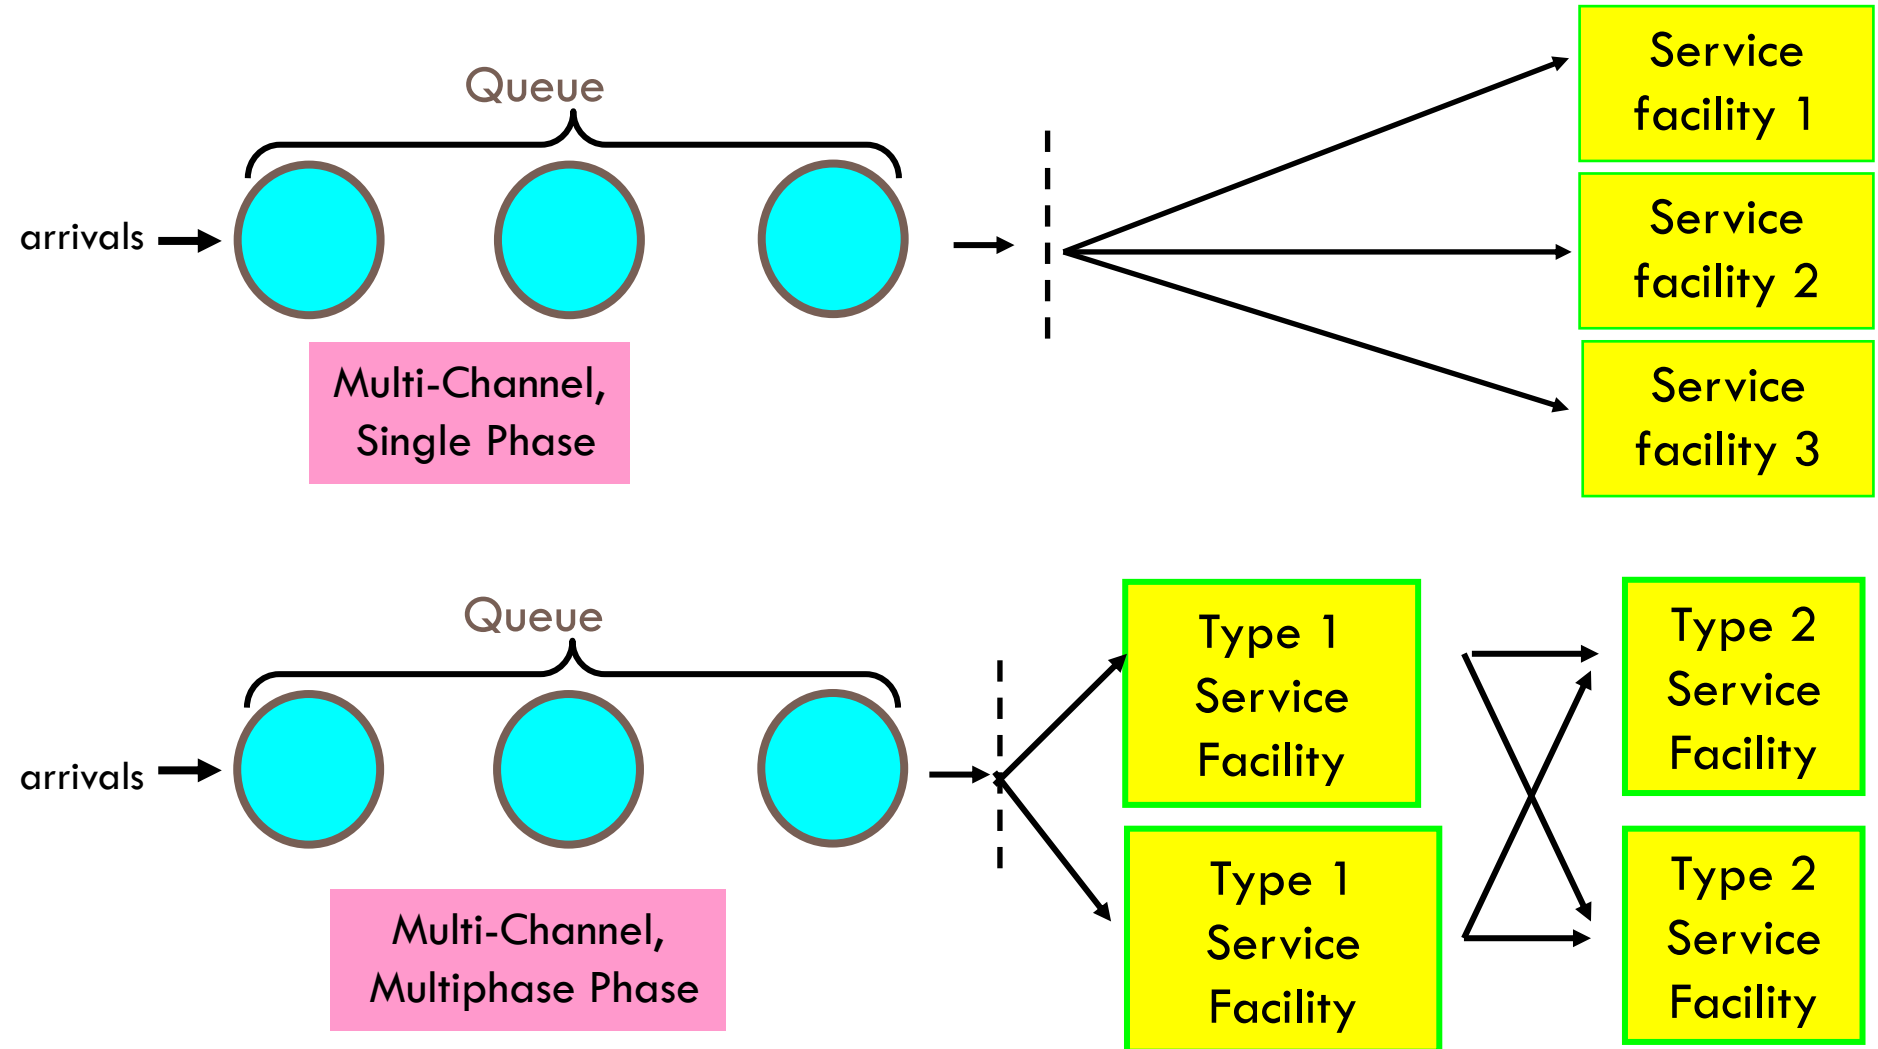 Queue
arrivals
Multi-Channel,
Single Phase
Service
facility 1
Service
facility 2
Service
facility 3
Queue
arrivals
Multi-Channel,
Multiphase Phase
Type 1
Service
Facility
Type 1
Service
Facility
Type 2
Service
Facility
Type 2
Service
Facility